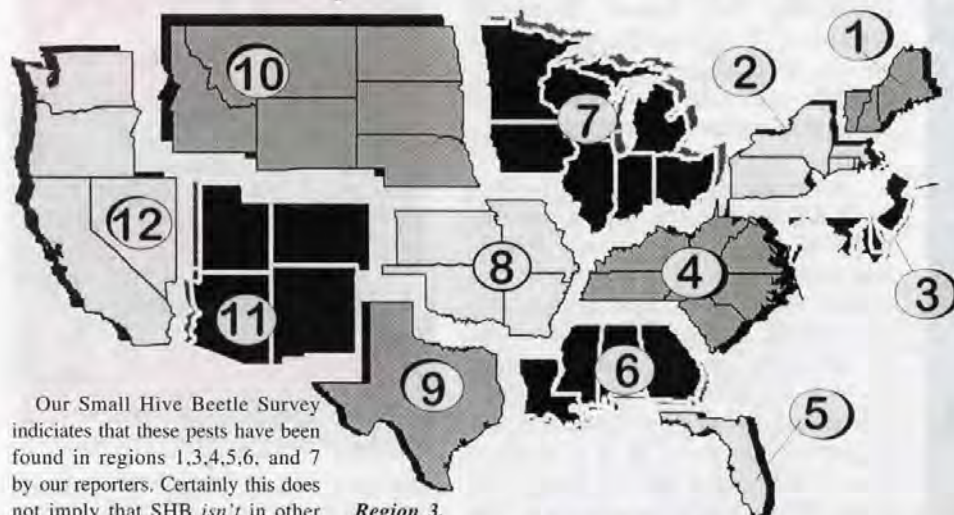 1
10
2
7
12
8
4
3
11
6
9
5
Our Small Hive Beetle Survey
indiciates that these pests have been
found in regions 1,3,4,5,6, and 7
by our reporters. Certainly this does
not imply that SHB isn't in other
Region 3